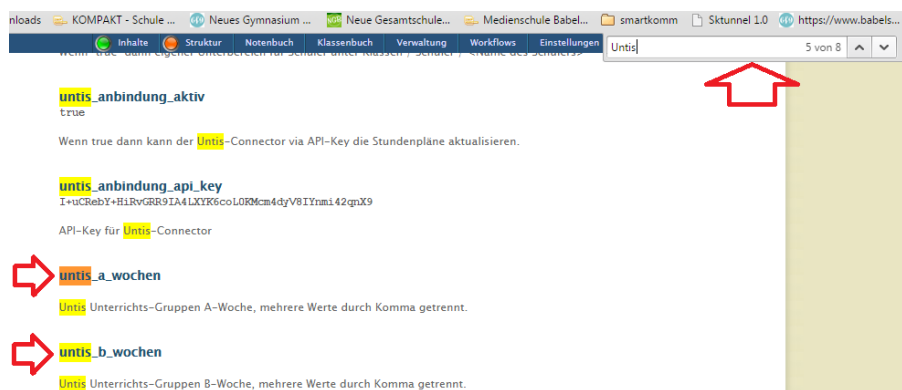 nloads KOMPAKT - Schule ... Neues Gymnasium ... Neue Gesamtschule... Medienschule Babel... smartkomm Sktunnel 1.0 https://www.babels...
Inhalte Struktur Notenbuch Klassenbuch Verwaltung Workflows Einstellungen Untis 5 von 8
untis_anbindung_aktiv
true
Wenn true dann kann der Untis-Connector via API-Key die Stundenpläne aktualisieren.
untis_anbindung_api_key
I+uCRebY+HiRvGRR9IA4LXYK6coL0KMcm4dyV8IYnmi42qnX9
API-Key für Untis-Connector
untis_a_wochen
Untis Unterrichts-Gruppen A-Woche, mehrere Werte durch Komma getrennt.
untis_b_wochen
Untis Unterrichts-Gruppen B-Woche, mehrere Werte durch Komma getrennt.